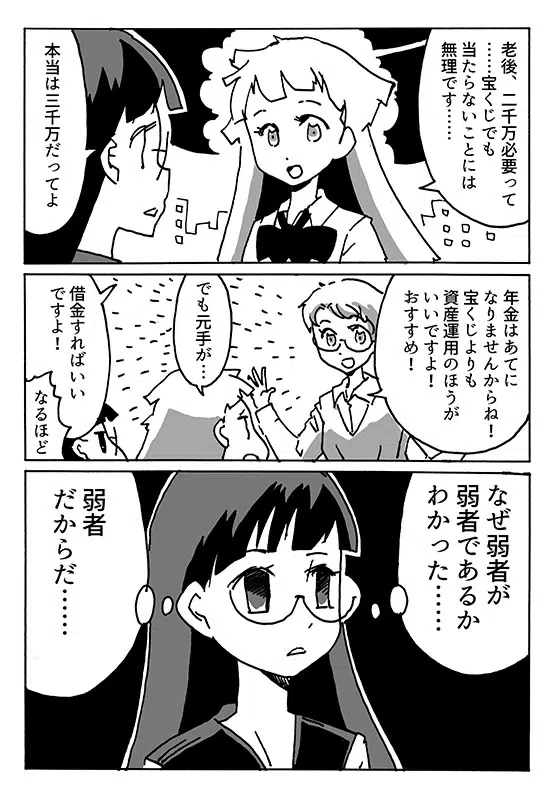 老後、二千万必要って
……宝くじでも
当たらないことには
無理です……
本当は三千万だってよ
年金はあてに
なりませんからね！
宝くじよりも
資産運用のほうが
いいですよ！
おすすめ！
でも元手が…
借金すればいい
ですよ！
なるほど
なぜ弱者が
弱者であるか
わかった……
弱者
だからだ……